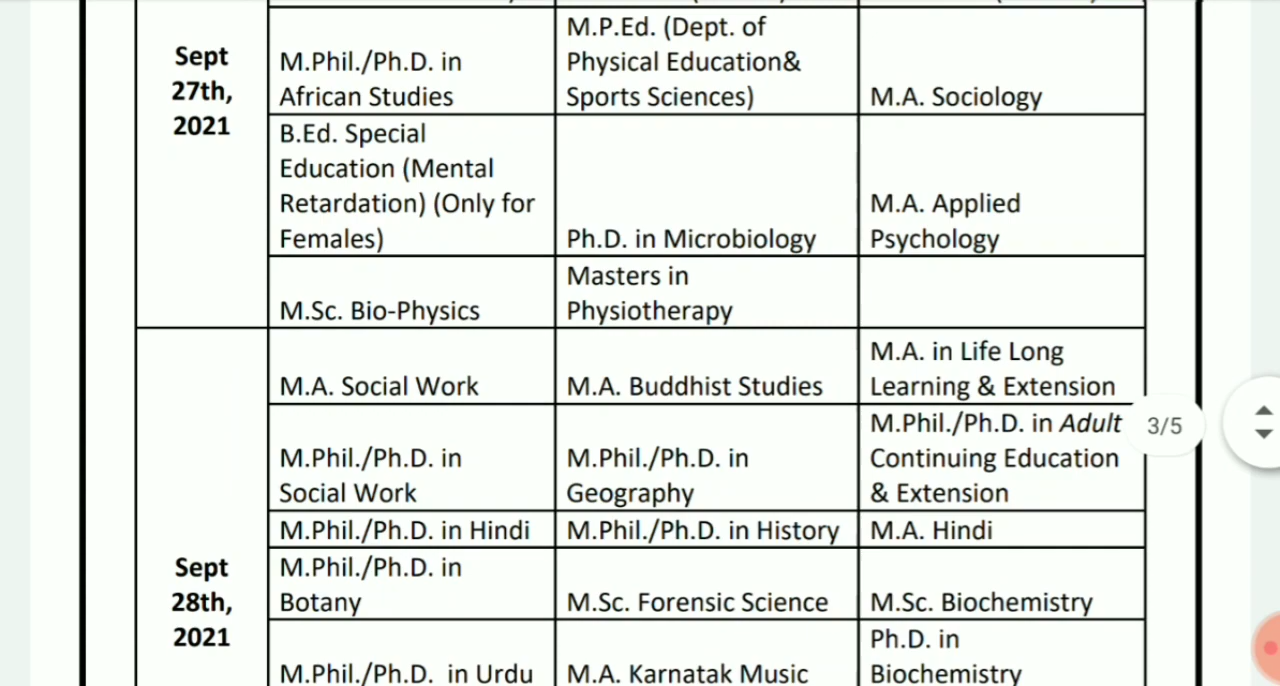 Sept
27th,
2021
M.Phil./Ph.D. in
African Studies
M.P.Ed. (Dept. of
Physical Education&
Sports Sciences)
M.A. Sociology
B.Ed. Special
Education (Mental
Retardation) (Only for
Females)
Ph.D. in Microbiology
M.A. Applied
Psychology
M.Sc. Bio-Physics
Masters in
Physiotherapy
Sept
28th,
2021
M.A. Social Work
M.A. Buddhist Studies
M.A. in Life Long
Learning & Extension
M.Phil./Ph.D. in
Social Work
M.Phil./Ph.D. in
Geography
M.Phil./Ph.D. in Adult
Continuing Education
& Extension
3/5
M.Phil./Ph.D. in Hindi
M.Phil./Ph.D. in History
M.A. Hindi
M.Phil./Ph.D. in
Botany
M.Sc. Forensic Science
M.Sc. Biochemistry
M.Phil./Ph.D.  in Urdu
M.A. Karnatak Music
Ph.D. in
Biochemistry